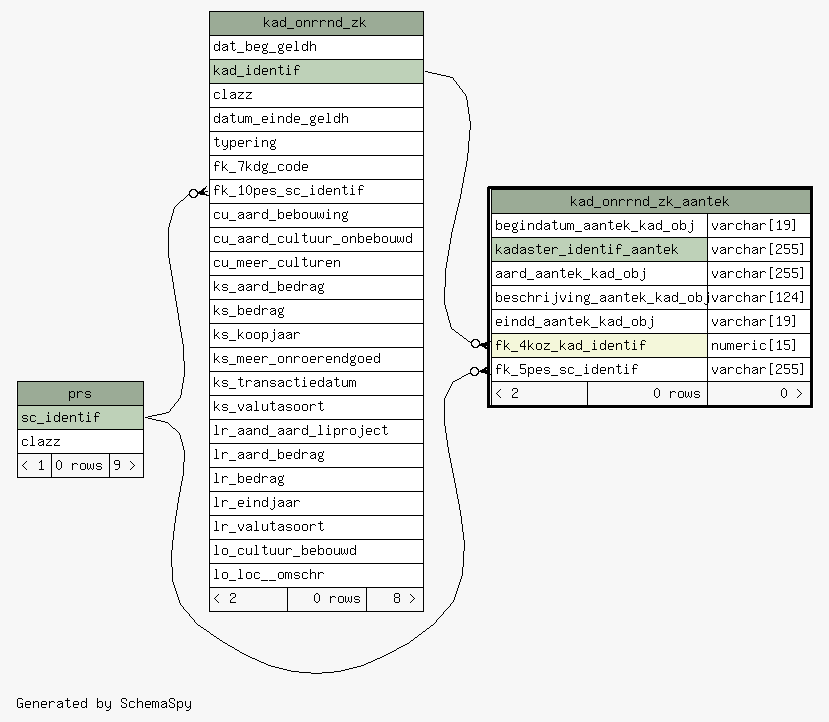 kad_onrrnd_zk
dat_beg_geldh
kad_identif
clazz
datum_einde_geldh
typering
fk_7kdg_code
fk_10pes_sc_identif
cu_aard_bebouwing
cu_aard_cultuur_onbebouwd
cu_meer_culturen
ks_aard_bedrag
ks_bedrag
ks_koopjaar
ks_meer_onroerendgoed
ks_transactiedatum
ks_valutasoort
lr_aand_aard_liproject
lr_aard_bedrag
lr_bedrag
lr_eindjaar
lr_valutasoort
lo_cultuur_bebouwd
lo_loc__omschr
< 2 0 rows 8 >
kad_onrrnd_zk_aantek
begindatum_aantek_kad_obj varchar[19]
kadaster_identif_aantek varchar[255]
aard_aantek_kad_obj varchar[255]
beschrijving_aantek_kad_obj varchar[124]
eindd_aantek_kad_obj varchar[19]
fk_4koz_kad_identif numeric[15]
fk_5pes_sc_identif varchar[255]
< 2 0 rows 0 >
prs
sc_identif
clazz
< 1 0 rows 9 >
Generated by SchemaSpy